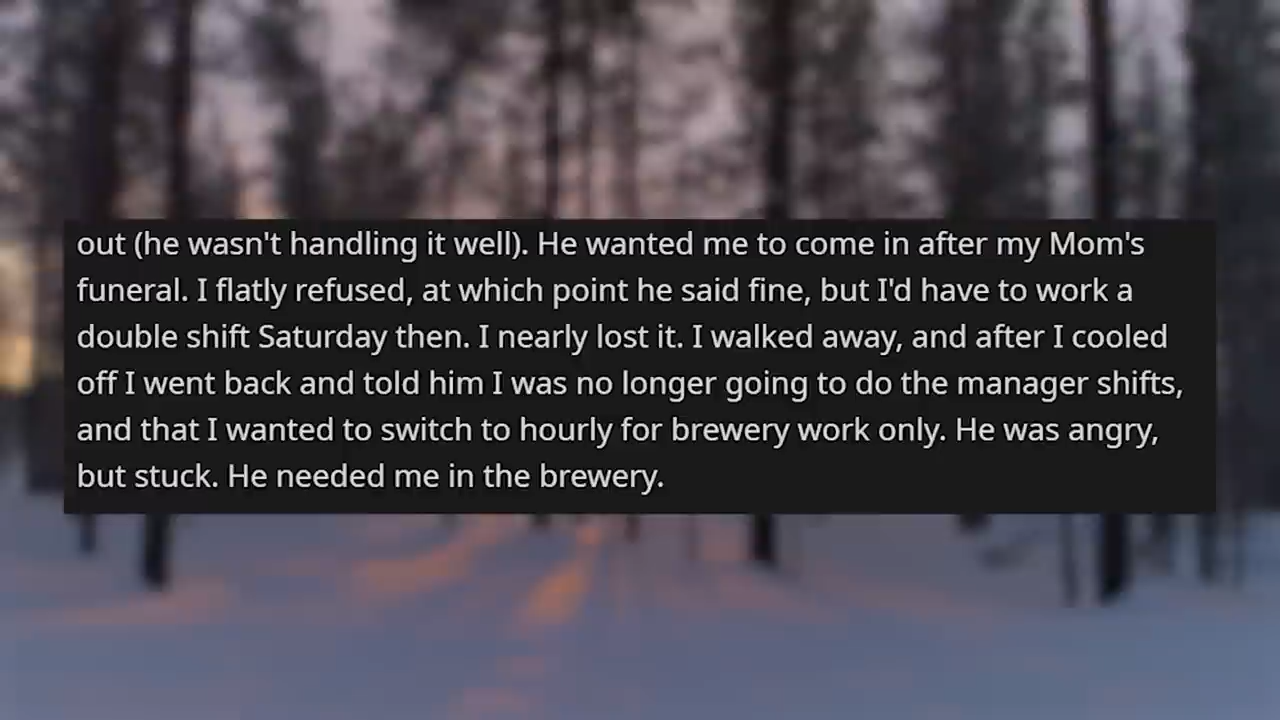 out (he wasn't handling it well). He wanted me to come in after my Mom's
funeral. I flatly refused, at which point he said fine, but I'd have to work a
double shift Saturday then. I nearly lost it. I walked away, and after I cooled
off I went back and told him I was no longer going to do the manager shifts,
and that I wanted to switch to hourly for brewery work only. He was angry,
but stuck. He needed me in the brewery.